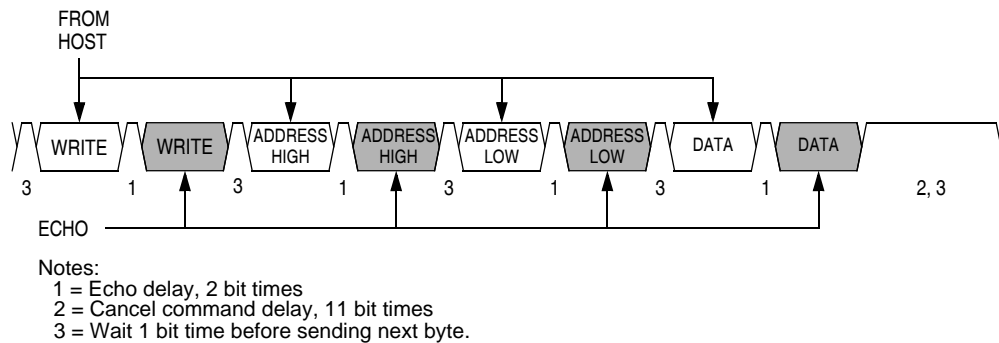 FROM
HOST
WRITE WRITE ADDRESS HIGH ADDRESS HIGH ADDRESS LOW ADDRESS LOW DATA DATA
3 1 3 1 3 1 3 1 2, 3
ECHO
Notes:
1 = Echo delay, 2 bit times
2 = Cancel command delay, 11 bit times
3 = Wait 1 bit time before sending next byte.